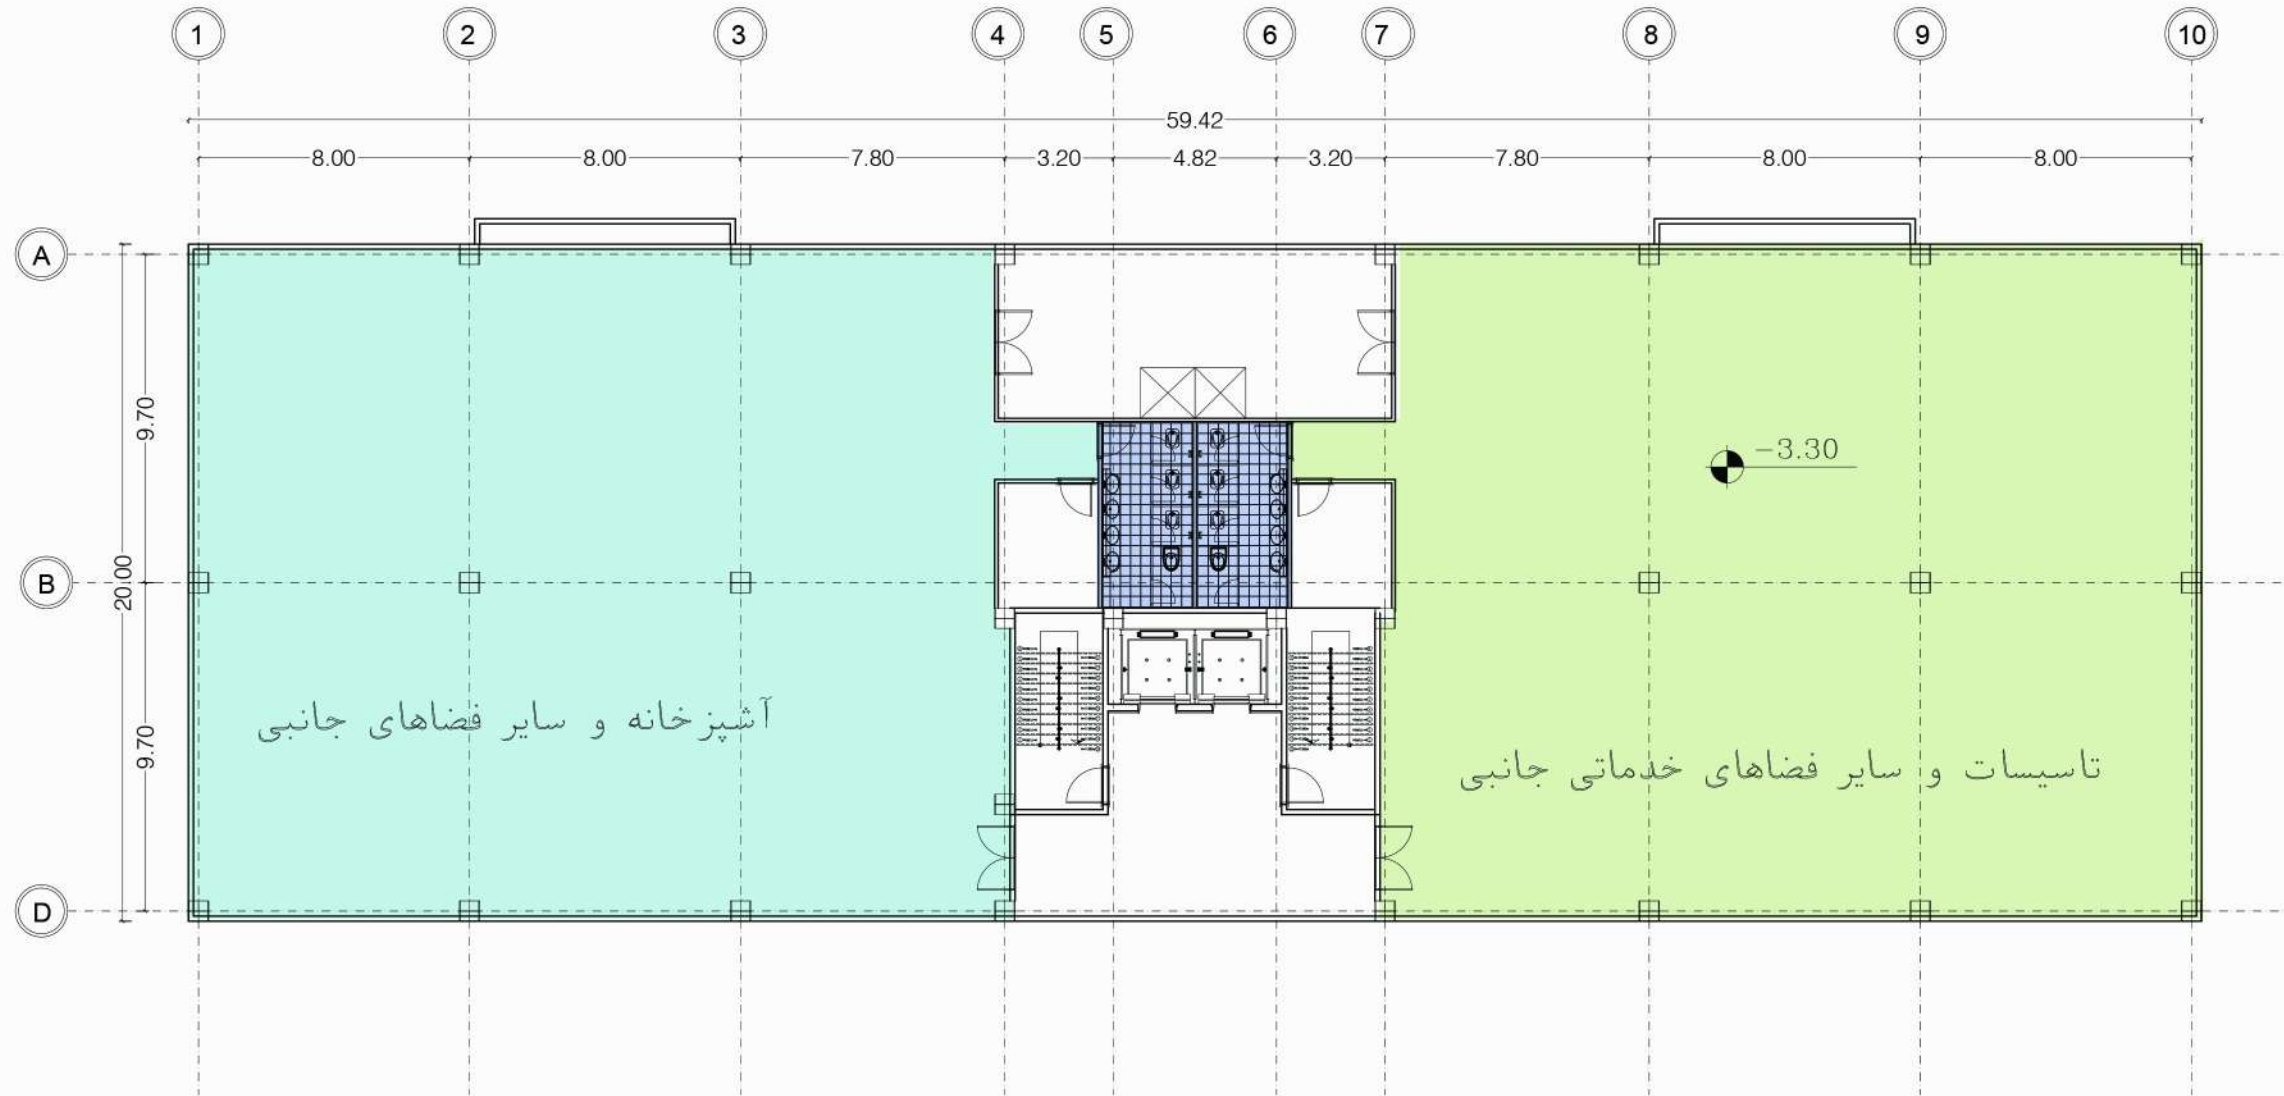 1 2 3 4 5 6 7 8 9 10
59.42
8.00 8.00 7.80 3.20 4.82 3.20 7.80 8.00 8.00
A
9.70
-3.30
B
20.00
آشپزخانه و سایر فضاهای جانبی
9.70
تاسیسات و سایر فضاهای خدماتی جانبی
D